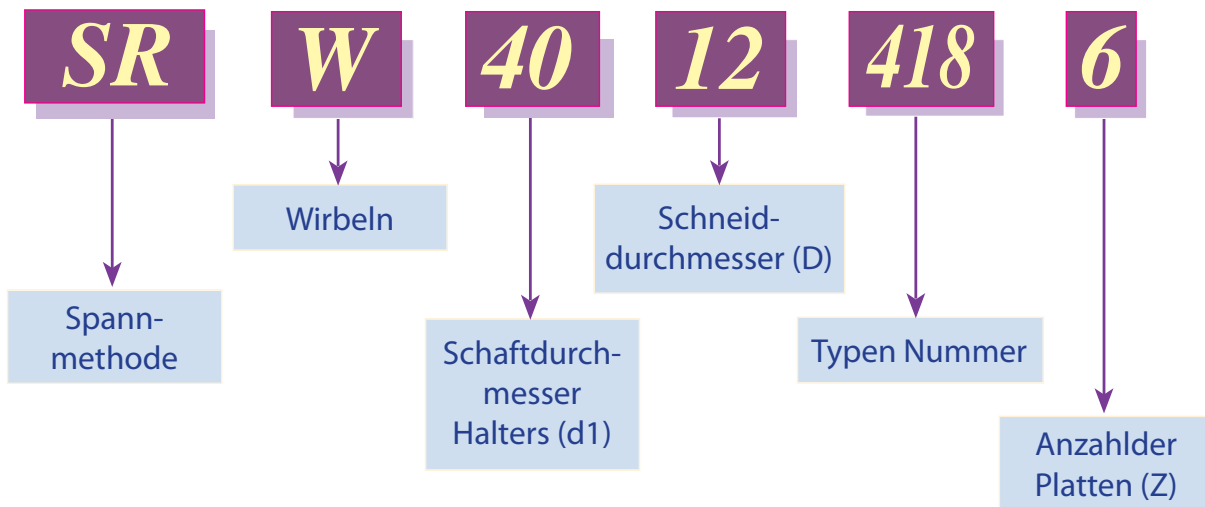 SR W 40 12 418 6
Wirbeln
Schneid-
durchmesser (D)
Spann-
methode
Schaftdurch-
messer
Halters (d1)
Typen Nummer
Anzahlder
Platten (Z)